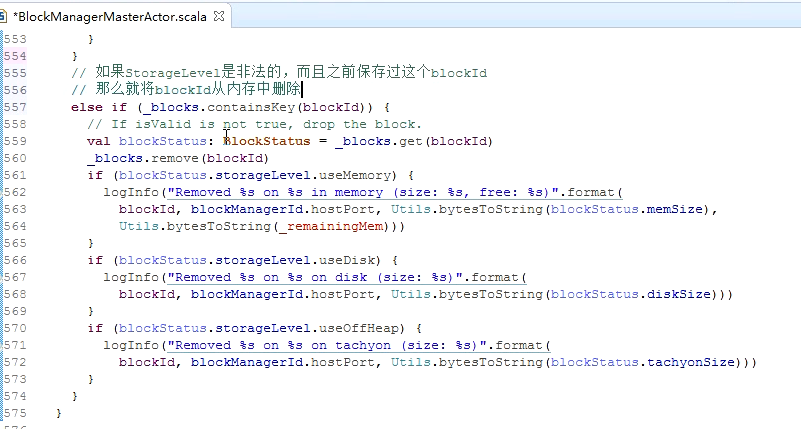 *BlockManagerMasterActor.scala
553 }
554 }
555 // 如果StorageLevel是非法的，而且之前保存过这个blockId
556 // 那么就将blockId从内存中删除
557 else if (_blocks.containsKey(blockId)) {
558 // If isValid is not true, drop the block.
559 val blockStatus: BlockStatus = _blocks.get(blockId)
560 _blocks.remove(blockId)
561 if (blockStatus.storageLevel.useMemory) {
562 logInfo("Removed %s on %s in memory (size: %s, free: %s)".format(
563 blockId, blockManagerId.hostPort, Utils.bytesToString(blockStatus.memSize),
564 Utils.bytesToString(_remainingMem)))
565 }
566 if (blockStatus.storageLevel.useDisk) {
567 logInfo("Removed %s on %s on disk (size: %s)".format(
568 blockId, blockManagerId.hostPort, Utils.bytesToString(blockStatus.diskSize)))
569 }
570 if (blockStatus.storageLevel.useOffHeap) {
571 logInfo("Removed %s on %s on tachyon (size: %s)".format(
572 blockId, blockManagerId.hostPort, Utils.bytesToString(blockStatus.tachyonSize)))
573 }
574 }
575 }